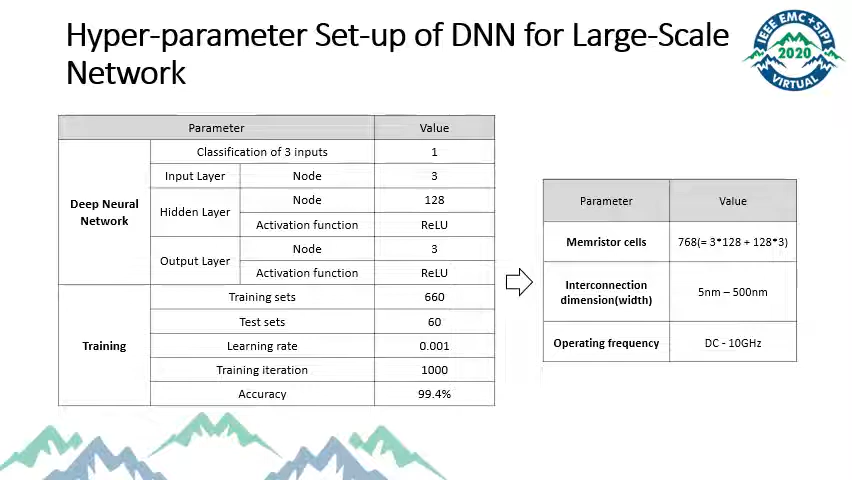 Hyper-parameter Set-up of DNN for Large-Scale
Network
IEEE EMC+SIPI
2020
VIRTUAL
Parameter Value
Deep Neural
Network
Classification of 3 inputs 1
Input Layer Node 3
Hidden Layer
Node 128
Activation function ReLU
Output Layer
Node 3
Activation function ReLU
Training
Training sets 660
Test sets 60
Learning rate 0.001
Training iteration 1000
Accuracy 99.4%
Parameter Value
Memristor cells 768(= 3*128 + 128*3)
Interconnection
dimension(width)
5nm – 500nm
Operating frequency DC - 10GHz